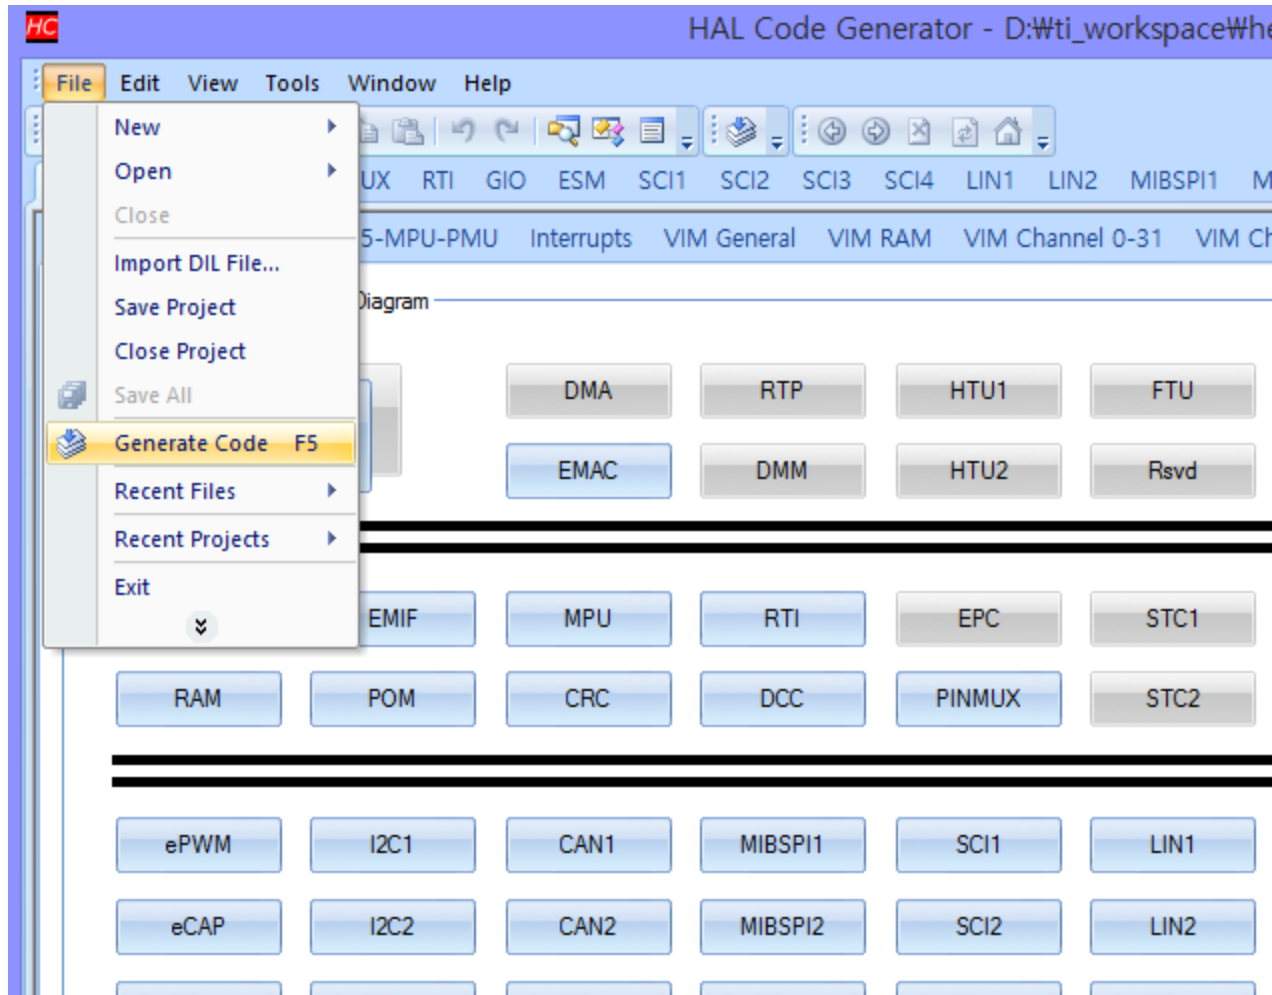 HC
HAL Code Generator - D:₩ti_workspace₩he
File Edit View Tools Window Help
New
Open
Close
Import DIL File...
Save Project
Close Project
Save All
Generate Code F5
Recent Files
Recent Projects
Exit
UX RTI GIO ESM SCI1 SCI2 SCI3 SCI4 LIN1 LIN2 MIBSPI1 M
5-MPU-PMU Interrupts VIM General VIM RAM VIM Channel 0-31 VIM Ch
Diagram
DMA RTP HTU1 FTU
EMAC DMM HTU2 Rsvd
EMIF MPU RTI EPC STC1
RAM POM CRC DCC PINMUX STC2
ePWM I2C1 CAN1 MIBSPI1 SCI1 LIN1
eCAP I2C2 CAN2 MIBSPI2 SCI2 LIN2